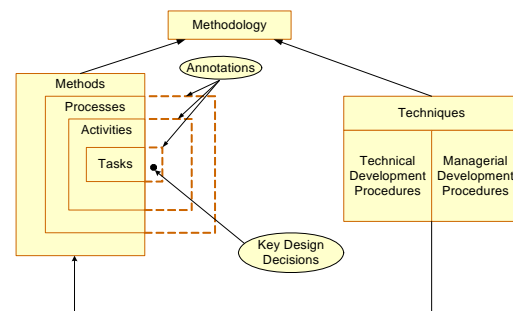 Methodology
Annotations
Methods
Processes
Activities
Tasks
Techniques
Technical
Development
Procedures
Managerial
Development
Procedures
Key Design
Decisions